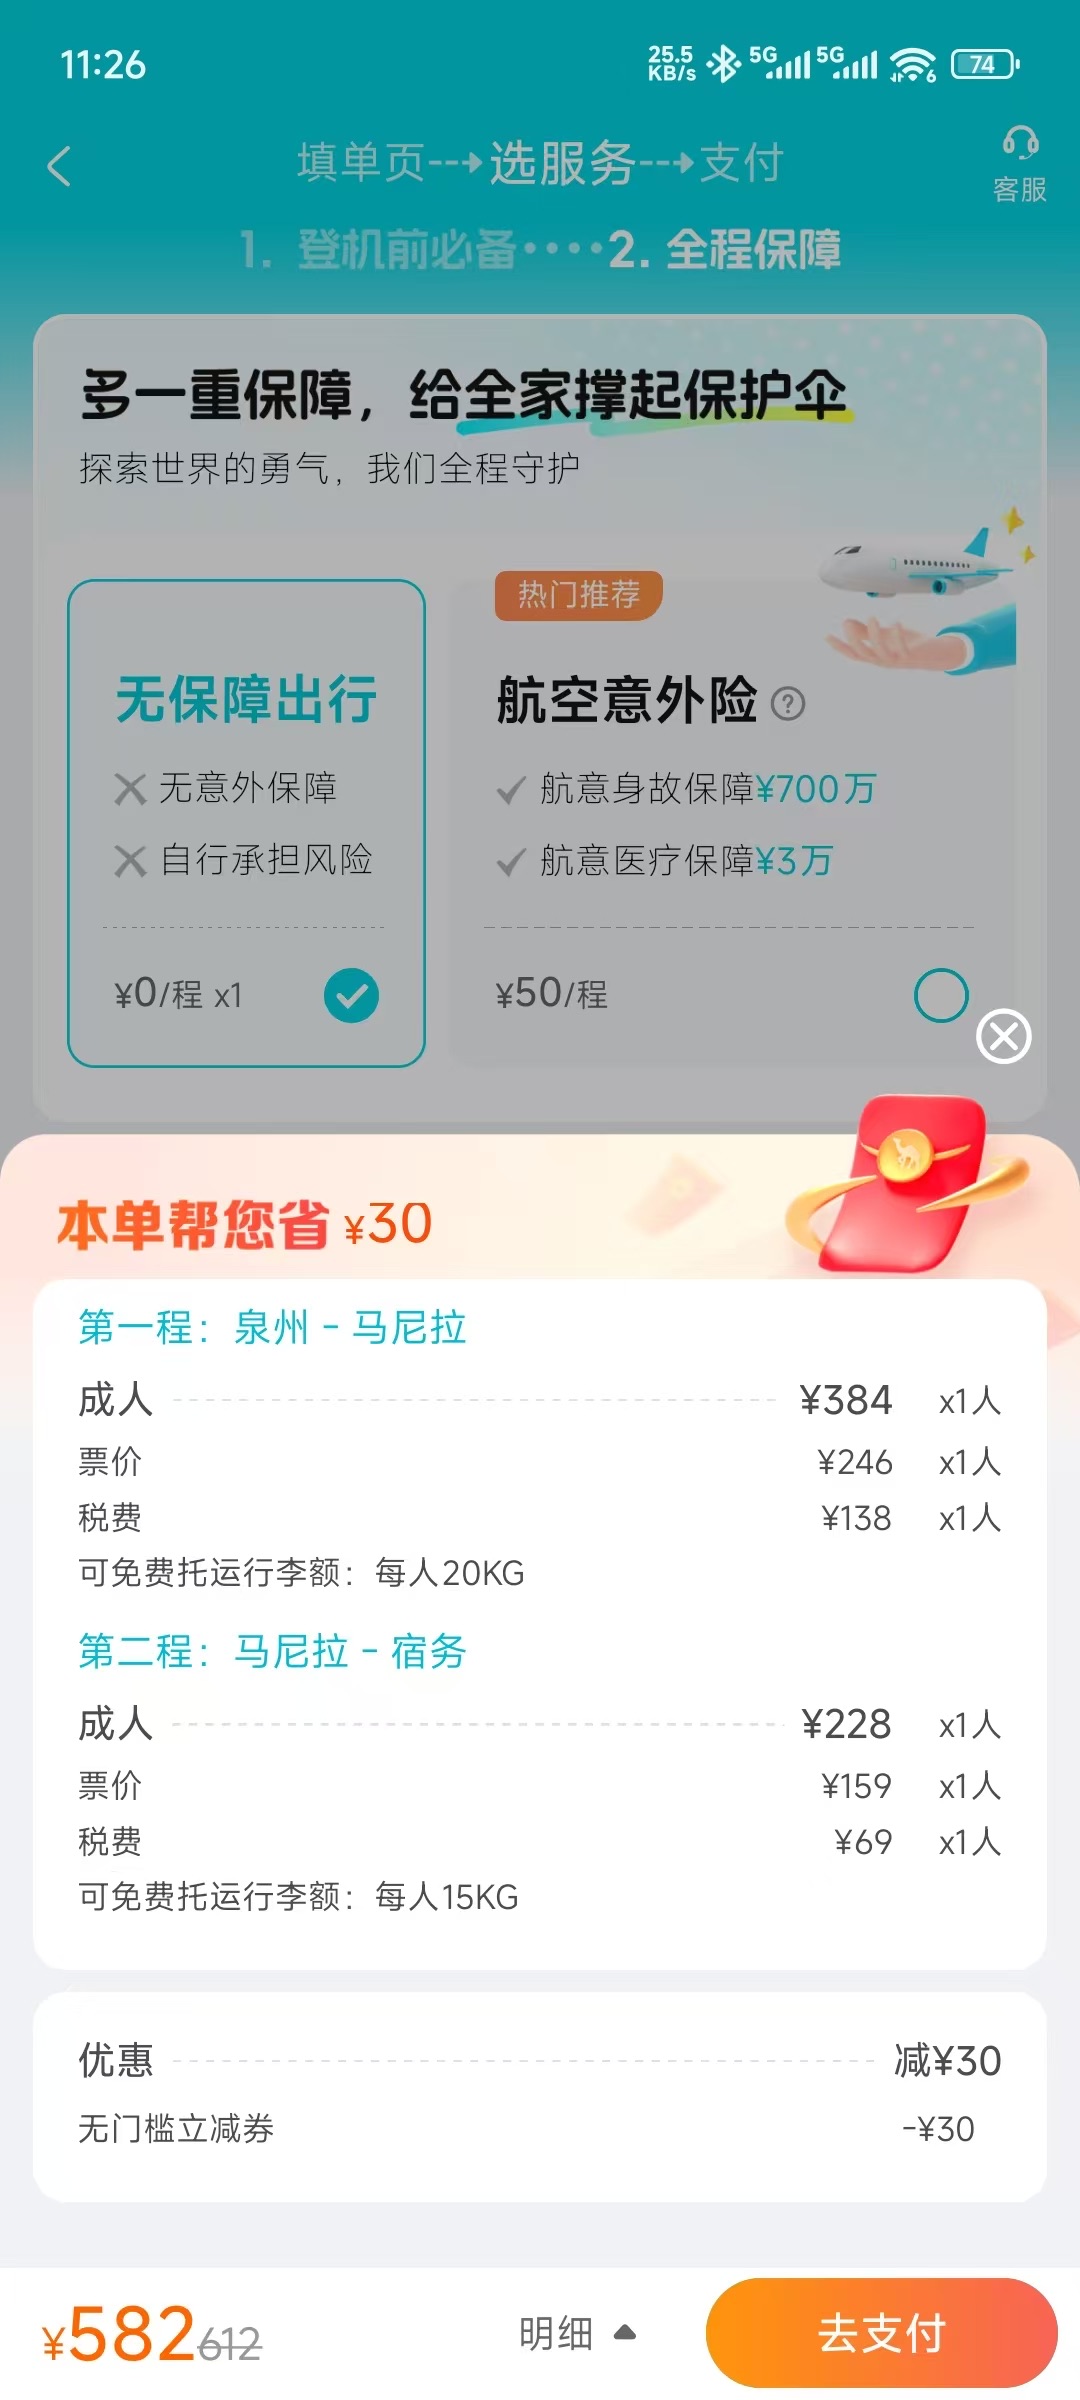 11:26 25.5 KB/s 5G 5G 6 74
填单页 选服务 支付
客服
1. 登机前必备····2. 全程保障
多一重保障，给全家撑起保护伞
探索世界的勇气，我们全程守护
热门推荐
无保障出行
无意外保障
自行承担风险
¥0/程 x1
航空意外险 ?
航意身故保障¥700万
航意医疗保障¥3万
¥50/程
本单帮您省 ¥30
第一程：泉州 - 马尼拉
成人 ¥384 x1人
票价 ¥246 x1人
税费 ¥138 x1人
可免费托运行李额：每人20KG
第二程：马尼拉 - 宿务
成人 ¥228 x1人
票价 ¥159 x1人
税费 ¥69 x1人
可免费托运行李额：每人15KG
优惠 减¥30
无门槛立减券 -¥30
¥582 612 明细 去支付